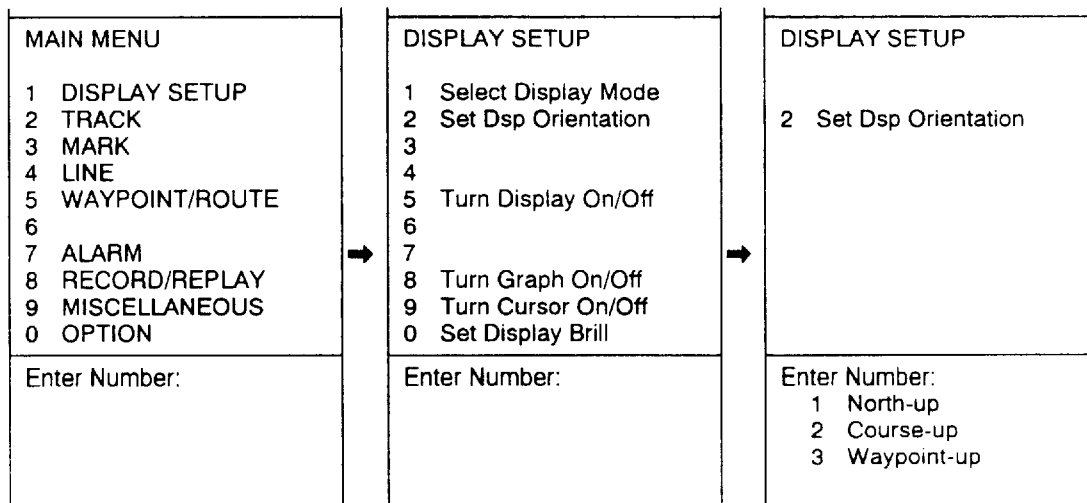 MAIN MENU
1 DISPLAY SETUP
2 TRACK
3 MARK
4 LINE
5 WAYPOINT/ROUTE
6
7 ALARM
8 RECORD/REPLAY
9 MISCELLANEOUS
0 OPTION
Enter Number:
DISPLAY SETUP
1 Select Display Mode
2 Set Dsp Orientation
3
4
5 Turn Display On/Off
6
7
8 Turn Graph On/Off
9 Turn Cursor On/Off
0 Set Display Brill
Enter Number:
DISPLAY SETUP
2 Set Dsp Orientation
Enter Number:
1 North-up
2 Course-up
3 Waypoint-up